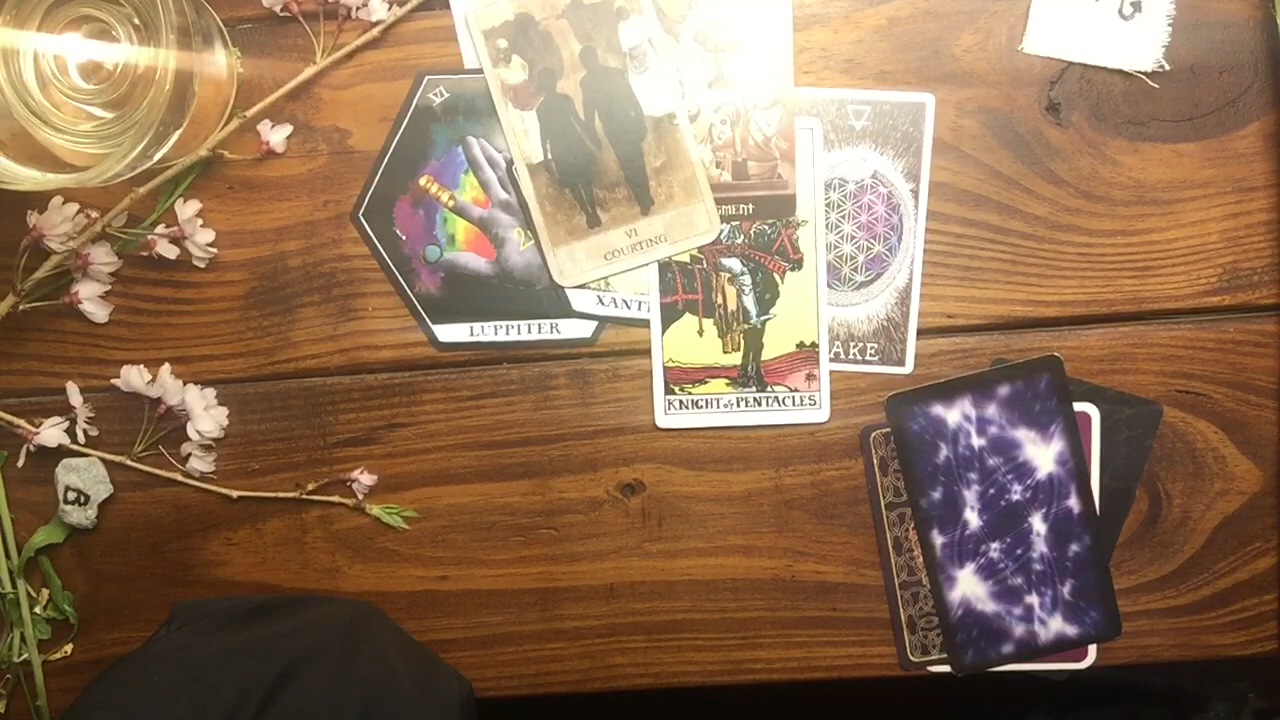 VI
LUPPITER
VI
COURTING
XANT
GMENT
KNIGHT of PENTACLES
AKE
B